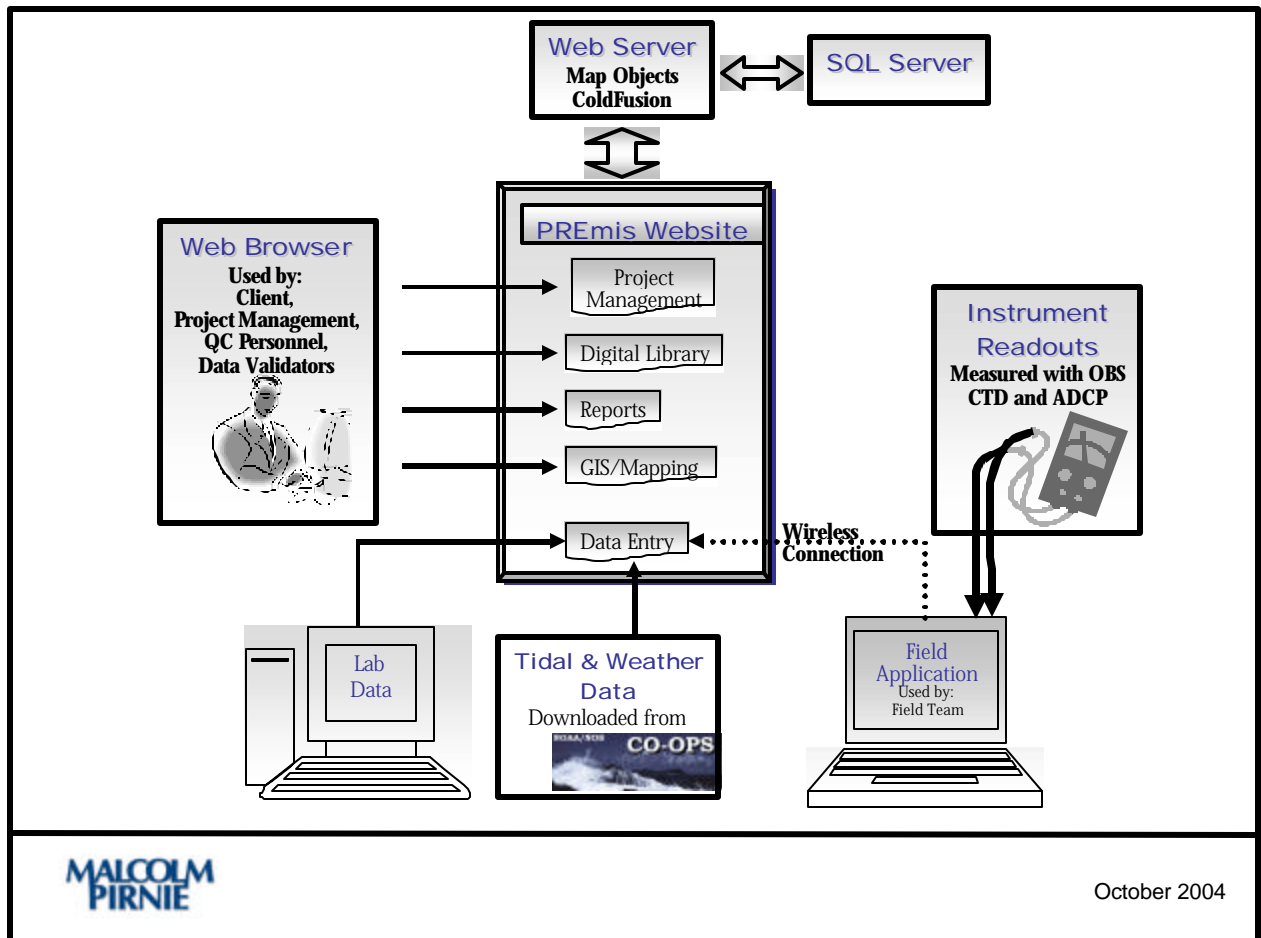 Web Server
Map Objects
ColdFusion
SQL Server
PREmis Website
Project
Management
Digital Library
Reports
GIS/Mapping
Data Entry
Web Browser
Used by:
Client,
Project Management,
QC Personnel,
Data Validators
Instrument
Readouts
Measured with OBS
CTD and ADCP
Wireless
Connection
Lab
Data
Tidal & Weather
Data
Downloaded from
NOAA/NOS
CO-OPS
Field
Application
Used by:
Field Team
MALCOLM
PIRNIE
October 2004